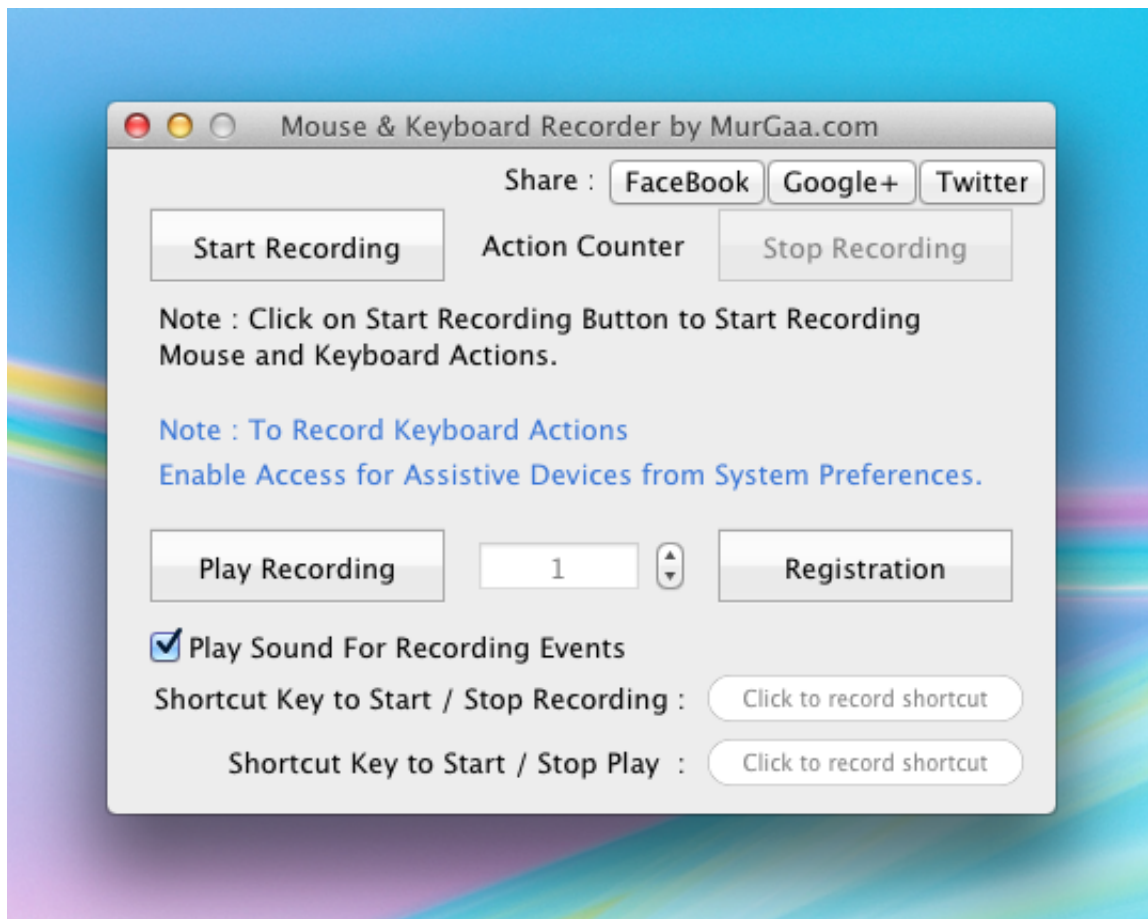 Mouse & Keyboard Recorder by MurGaa.com
Share : FaceBook Google+ Twitter
Start Recording Action Counter Stop Recording
Note : Click on Start Recording Button to Start Recording
Mouse and Keyboard Actions.
Note : To Record Keyboard Actions
Enable Access for Assistive Devices from System Preferences.
Play Recording 1 Registration
Play Sound For Recording Events
Shortcut Key to Start / Stop Recording : Click to record shortcut
Shortcut Key to Start / Stop Play : Click to record shortcut